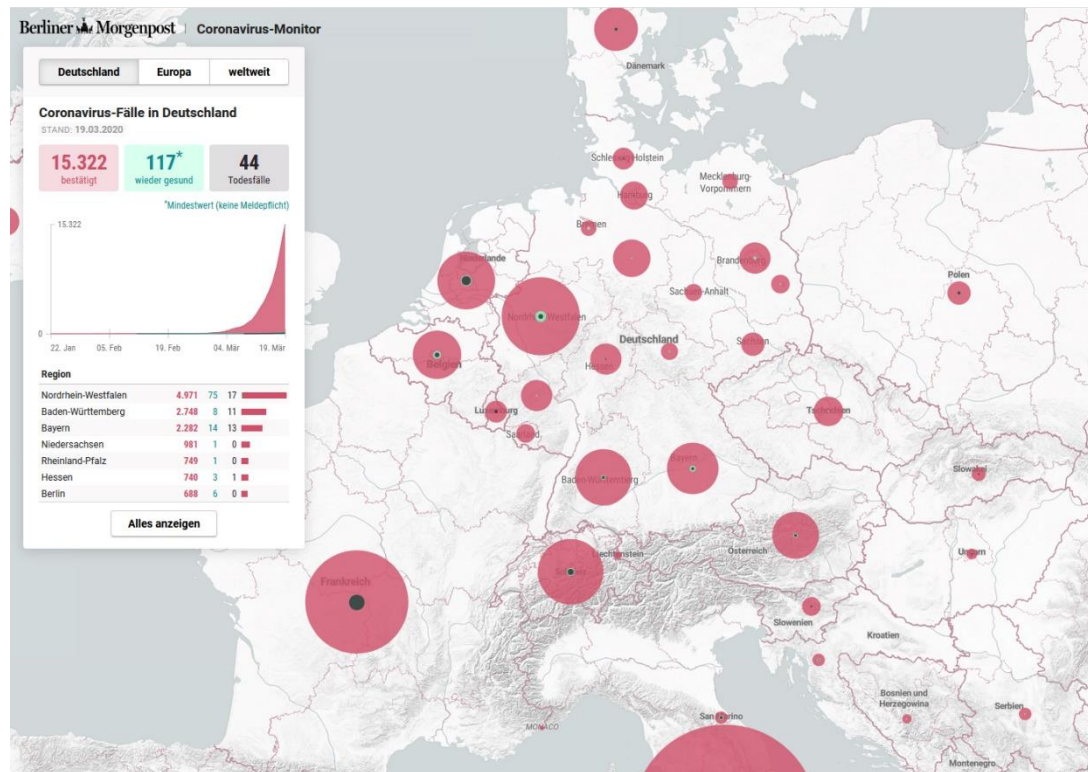 Berliner Morgenpost | Coronavirus-Monitor
Deutschland Europa weltweit
Coronavirus-Fälle in Deutschland
STAND: 19.03.2020
15.322 117* 44
bestätigt wieder gesund Todesfälle
*Mindestwert (keine Meldepflicht)
15.322
0
22. Jan 05. Feb 19. Feb 04. Mär 19. Mär
Region
Nordrhein-Westfalen 4.971 75 17
Baden-Württemberg 2.748 8 11
Bayern 2.282 14 13
Niedersachsen 981 1 0
Rheinland-Pfalz 749 1 0
Hessen 740 3 1
Berlin 688 6 0
Alles anzeigen
Dänemark
Schleswig-Holstein
Mecklenburg-
Vorpommern
Hamburg
Bremen
Niederlande
Brandenburg
Polen
Sachsen-Anhalt
Nordrhein-Westfalen
Deutschland
Sachsen
Belgien
Hessen
Luxemburg
Tschechien
Saarland
Bayern
Baden-Württemberg
Slowakei
Österreich
Ungarn
Liechtenstein
Schweiz
Frankreich
Slowenien
Kroatien
Bosnien und
Herzegowina
Serbien
San Marino
MONACO
Montenegro